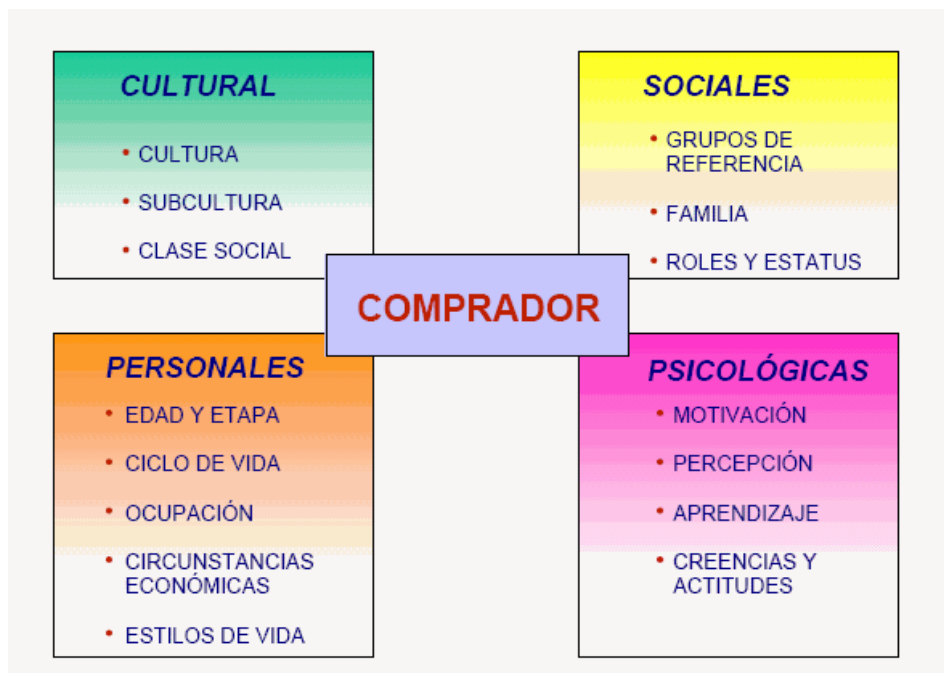 CULTURAL
• CULTURA
• SUBCULTURA
• CLASE SOCIAL
SOCIALES
• GRUPOS DE
REFERENCIA
• FAMILIA
• ROLES Y ESTATUS
COMPRADOR
PERSONALES
• EDAD Y ETAPA
• CICLO DE VIDA
• OCUPACIÓN
• CIRCUNSTANCIAS
ECONÓMICAS
• ESTILOS DE VIDA
PSICOLÓGICAS
• MOTIVACIÓN
• PERCEPCIÓN
• APRENDIZAJE
• CREENCIAS Y
ACTITUDES